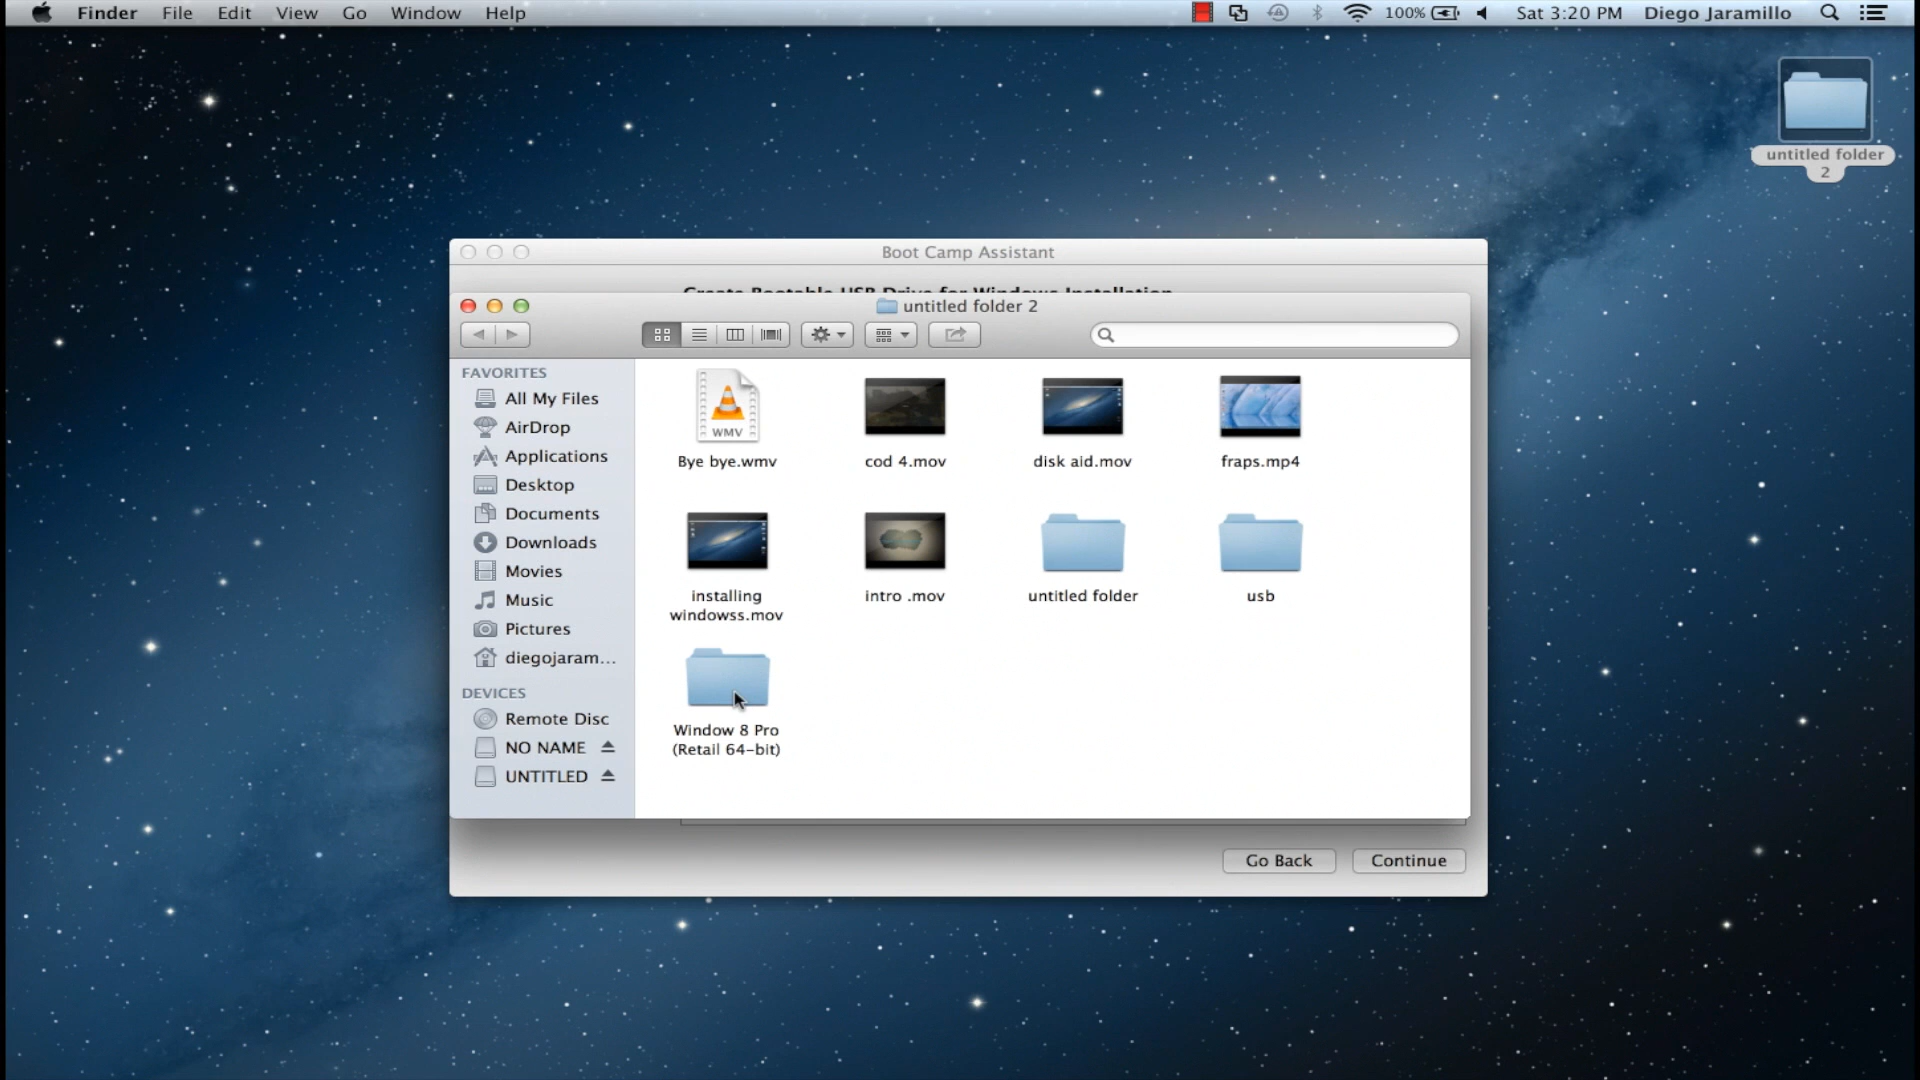 Finder File Edit View Go Window Help 100% Sat 3:20 PM Diego Jaramillo
untitled folder
2
Boot Camp Assistant
Create Bootable USB Drive for Windows Installation
untitled folder 2
FAVORITES
All My Files
AirDrop
Applications
Desktop
Documents
Downloads
Movies
Music
Pictures
diegojaram...
DEVICES
Remote Disc
NO NAME
UNTITLED
WMV
Bye bye.wmv
cod 4.mov
disk aid.mov
fraps.mp4
installing
windowss.mov
intro .mov
untitled folder
usb
Window 8 Pro
(Retail 64-bit)
Go Back
Continue